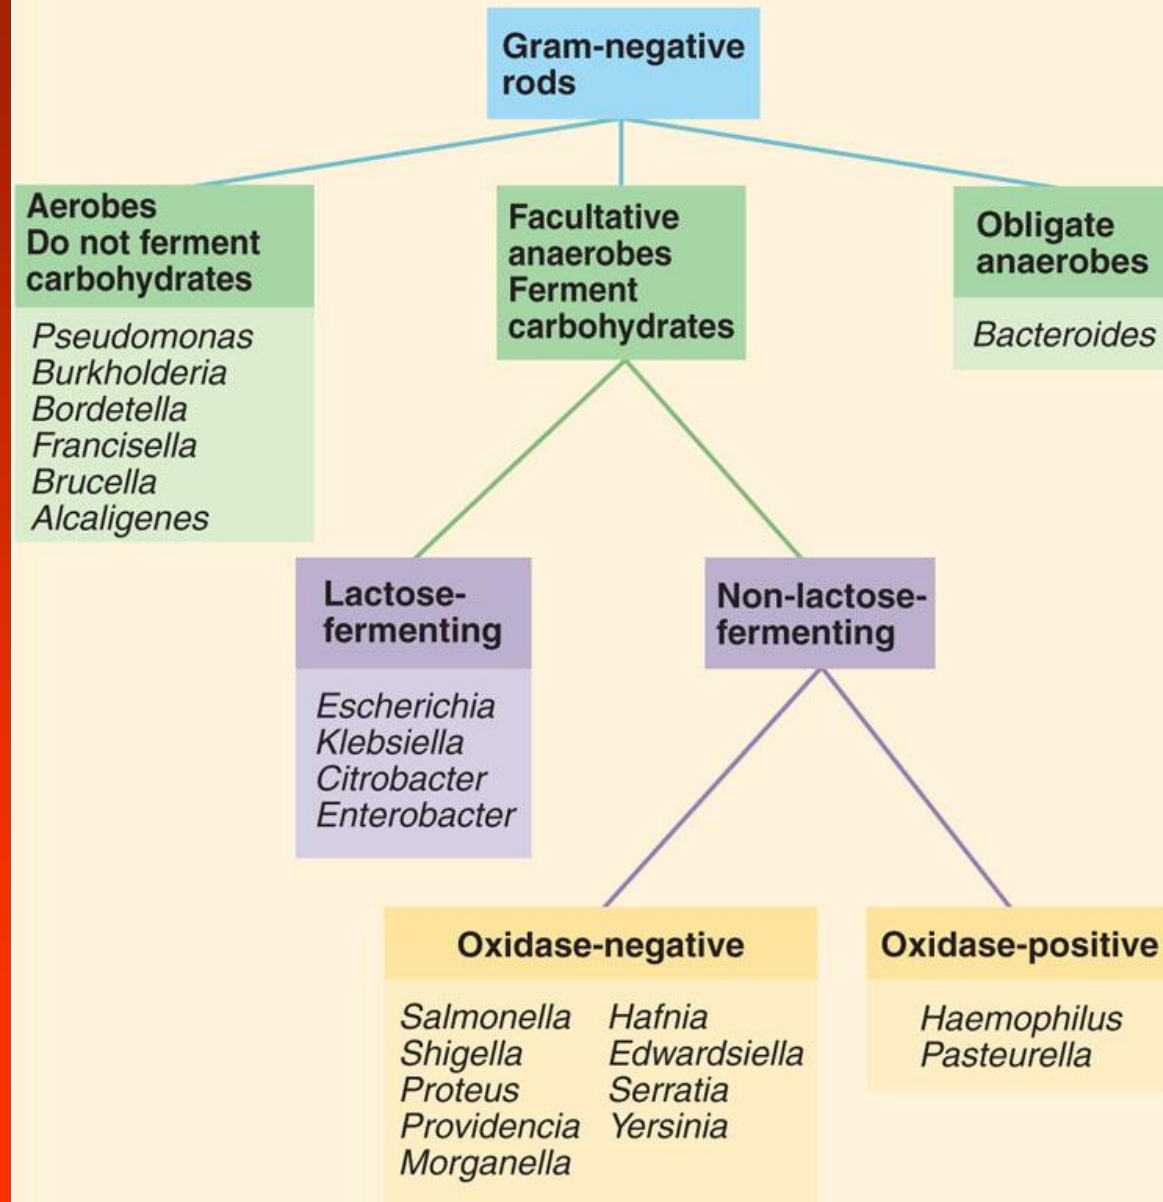 Gram-negative
rods
Aerobes
Do not ferment
carbohydrates
Pseudomonas
Burkholderia
Bordetella
Francisella
Brucella
Alcaligenes
Facultative
anaerobes
Ferment
carbohydrates
Obligate
anaerobes
Bacteroides
Lactose-
fermenting
Escherichia
Klebsiella
Citrobacter
Enterobacter
Non-lactose-
fermenting
Oxidase-negative
Salmonella Hafnia
Shigella Edwardsiella
Proteus Serratia
Providencia Yersinia
Morganella
Oxidase-positive
Haemophilus
Pasteurella